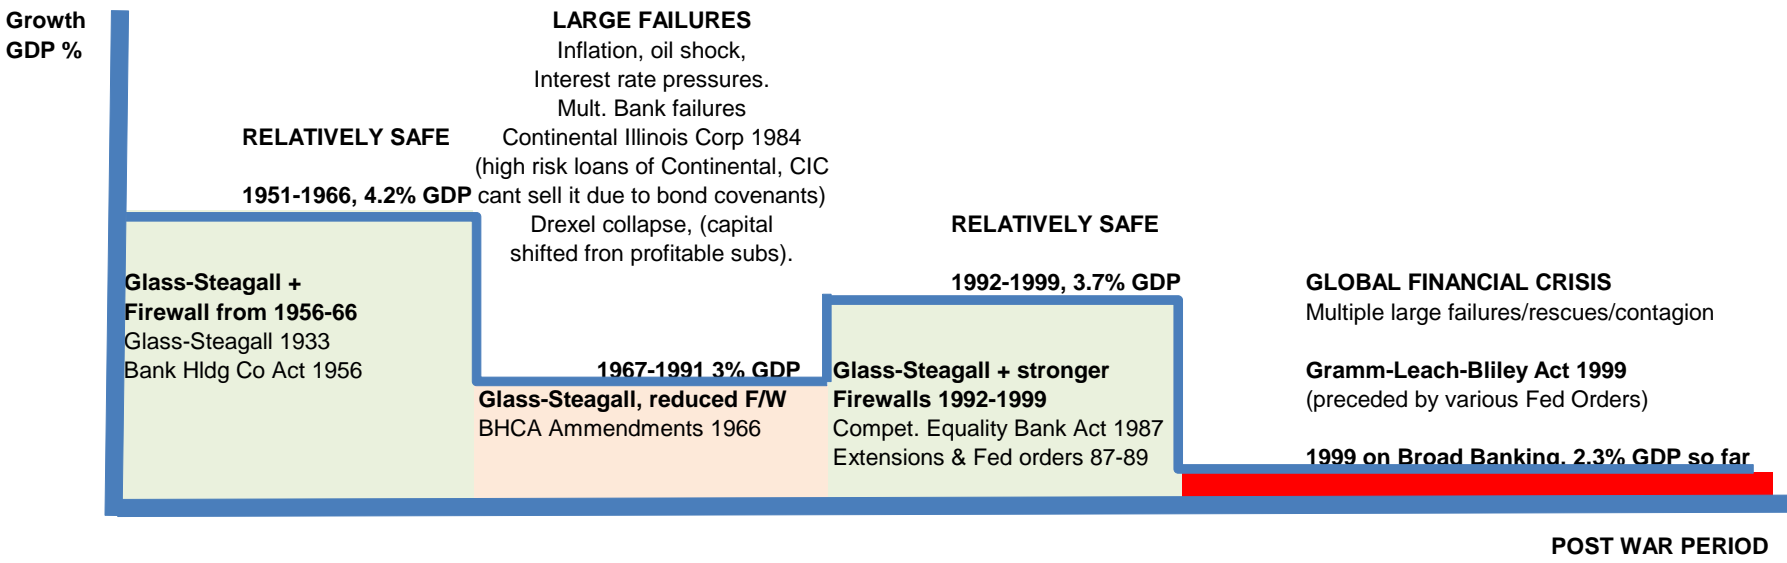 Growth
GDP %
LARGE FAILURES
Inflation, oil shock,
Interest rate pressures.
Mult. Bank failures
Continental Illinois Corp 1984
(high risk loans of Continental, CIC
cant sell it due to bond covenants)
Drexel collapse, (capital
shifted fron profitable subs).
RELATIVELY SAFE
1951-1966, 4.2% GDP
Glass-Steagall +
Firewall from 1956-66
Glass-Steagall 1933
Bank Hldg Co Act 1956
1967-1991 3% GDP
Glass-Steagall, reduced F/W
BHCA Ammendments 1966
RELATIVELY SAFE
1992-1999, 3.7% GDP
Glass-Steagall + stronger
Firewalls 1992-1999
Compet. Equality Bank Act 1987
Extensions & Fed orders 87-89
GLOBAL FINANCIAL CRISIS
Multiple large failures/rescues/contagion
Gramm-Leach-Bliley Act 1999
(preceded by various Fed Orders)
1999 on Broad Banking, 2.3% GDP so far
POST WAR PERIOD